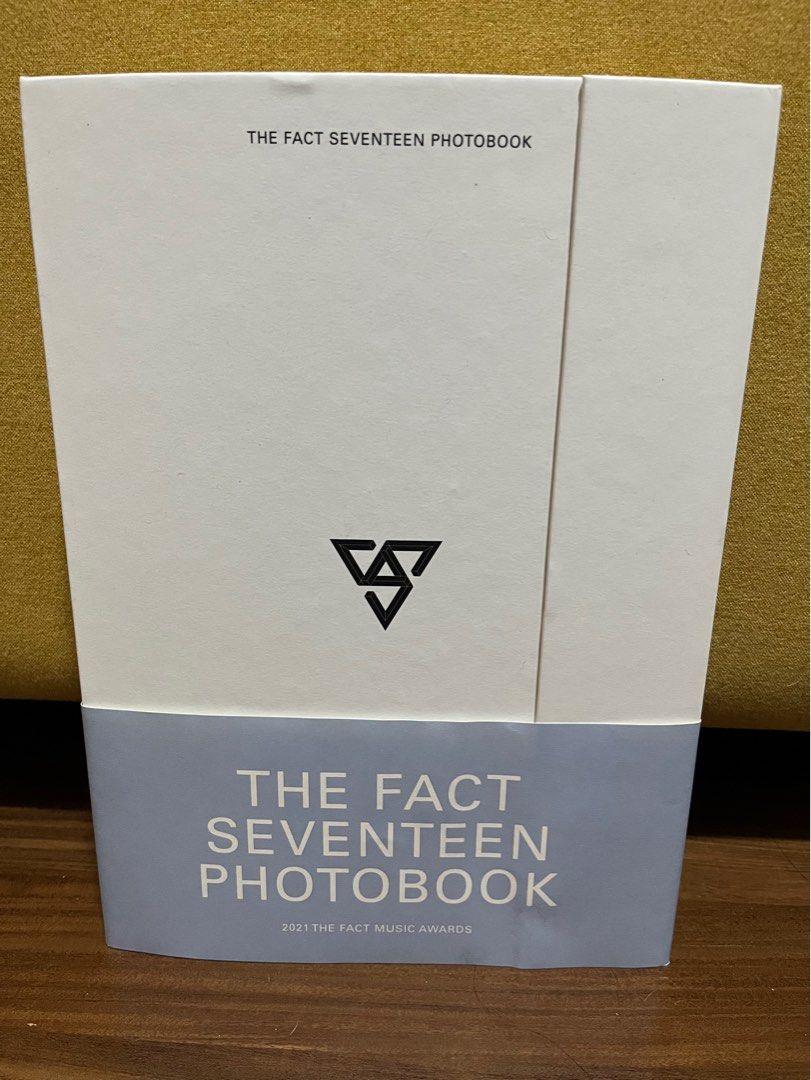 THE FACT SEVENTEEN PHOTOBOOK
THE FACT
SEVENTEEN
PHOTOBOOK
2021 THE FACT MUSIC AWARDS